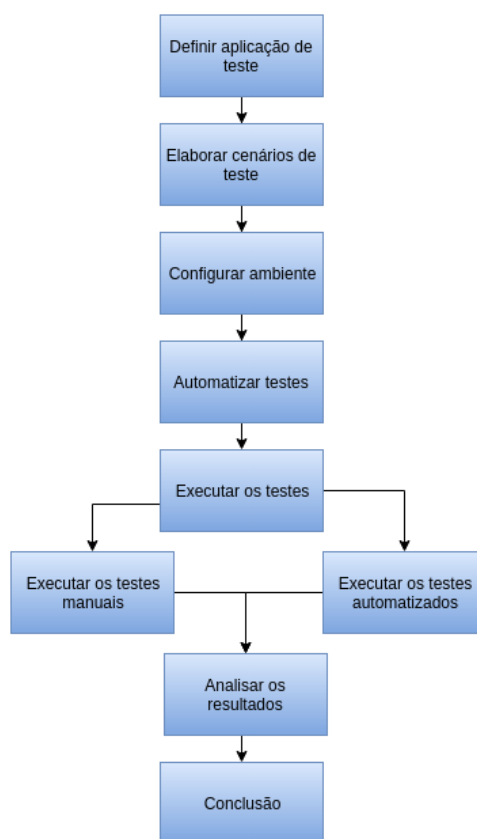 Definir aplicação de
teste
Elaborar cenários de
teste
Configurar ambiente
Automatizar testes
Executar os testes
Executar os testes
manuais
Executar os testes
automatizados
Analisar os
resultados
Conclusão